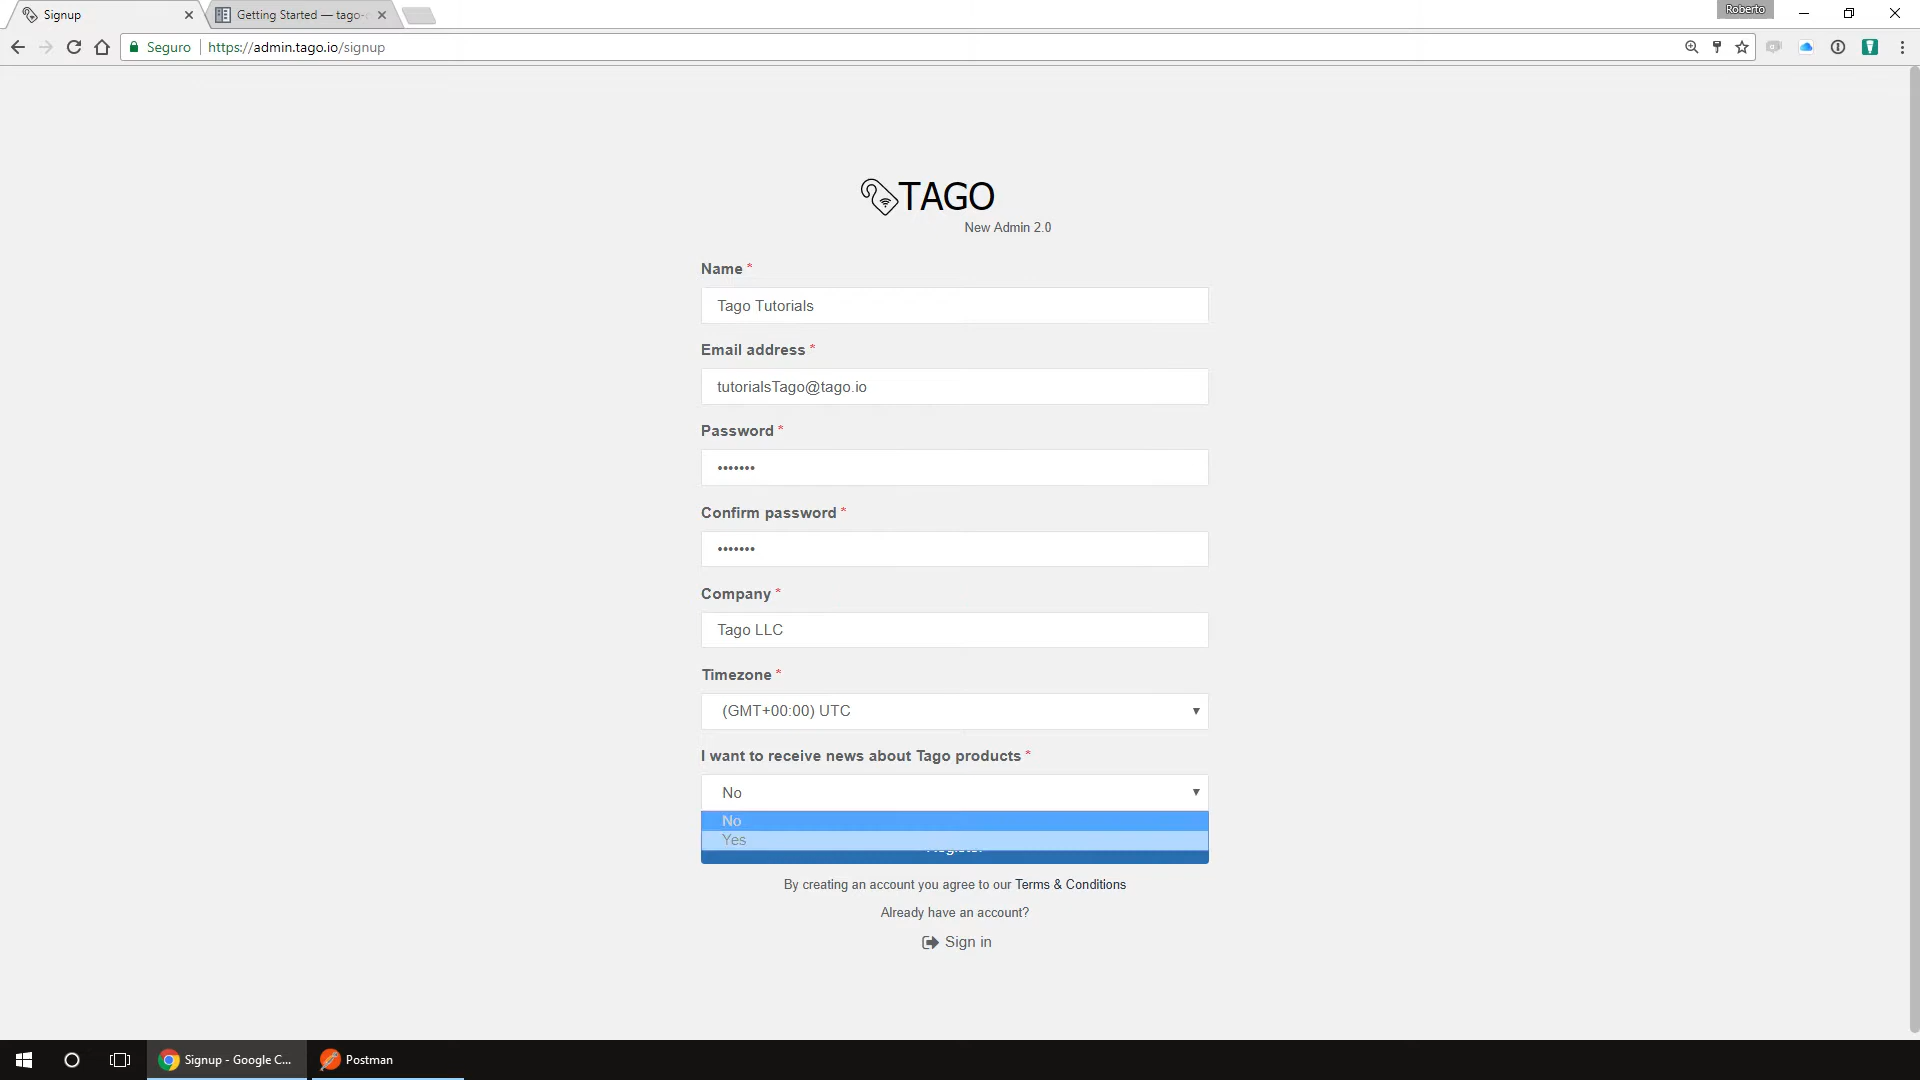 Signup
Getting Started — tago-
Roberto
Seguro
https://admin.tago.io/signup
TAGO
New Admin 2.0
Name *
Tago Tutorials
Email address *
tutorialsTago@tago.io
Password *
•••••••
Confirm password *
•••••••
Company *
Tago LLC
Timezone *
(GMT+00:00) UTC
I want to receive news about Tago products *
No
No
Yes
By creating an account you agree to our Terms & Conditions
Already have an account?
Sign in
Signup - Google C...
Postman